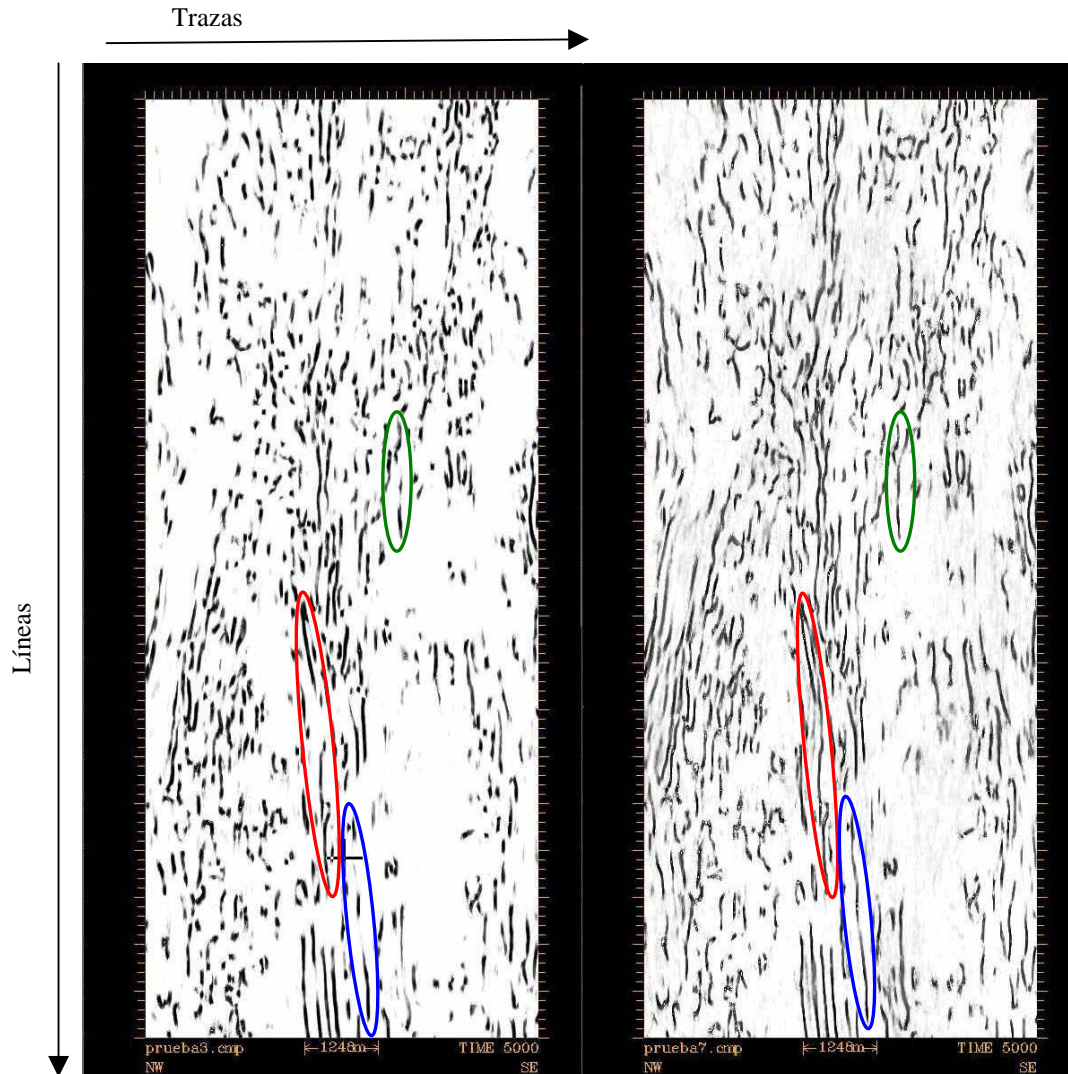 Trazas
Líneas
prueba3.cmp
1248m
TIME 5000
NW
SE
prueba7.cmp
1248m
TIME 5000
NW
SE